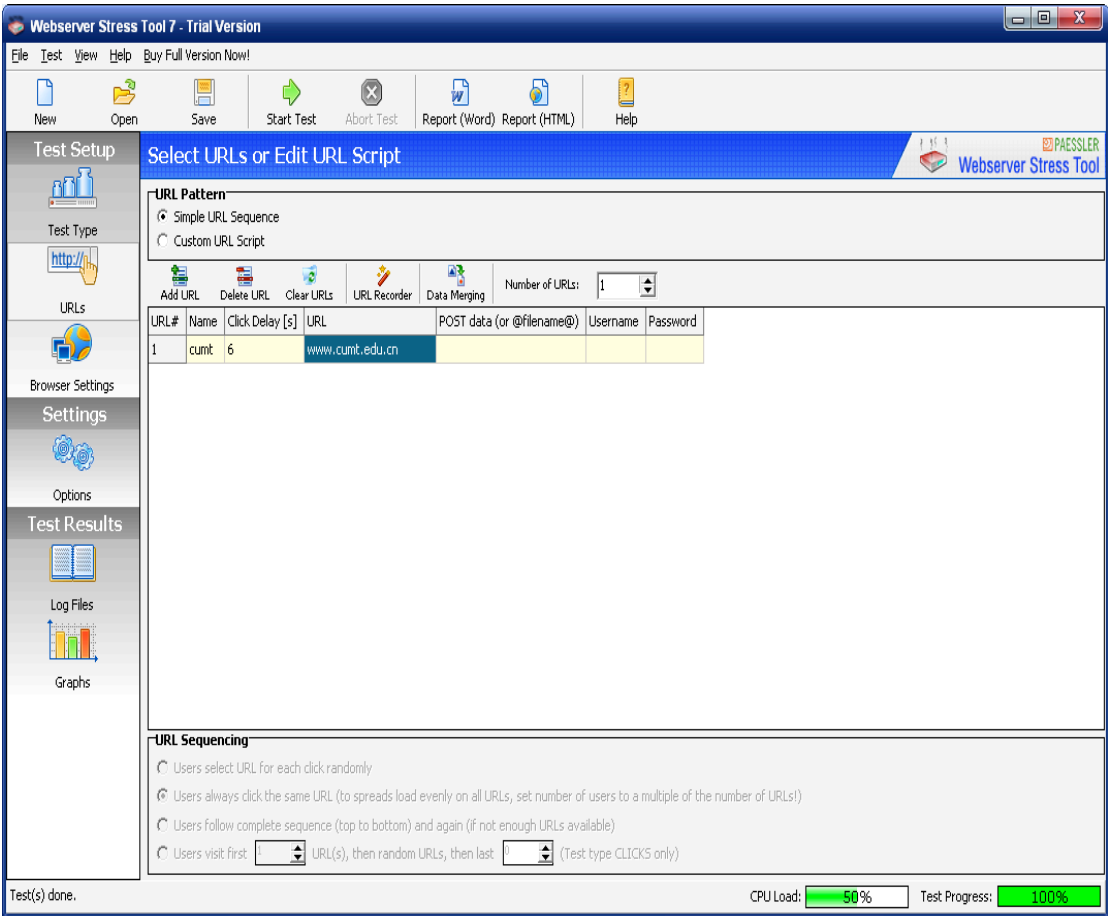 Webserver Stress Tool 7 - Trial Version
File Test View Help Buy Full Version Now!
New Open Save Start Test Abort Test Report (Word) Report (HTML) Help
Test Setup
Select URLs or Edit URL Script
PAESSLER
Webserver Stress Tool
Test Type
URL Pattern
Simple URL Sequence
Custom URL Script
http://
URLs
Add URL Delete URL Clear URLs URL Recorder Data Merging Number of URLs: 1
URL# Name Click Delay [s] URL POST data (or @filename@) Username Password
1 cumt 6 www.cumt.edu.cn
Browser Settings
Settings
Options
Test Results
Log Files
Graphs
URL Sequencing
Users select URL for each click randomly
Users always click the same URL (to spreads load evenly on all URLs, set number of users to a multiple of the number of URLs!)
Users follow complete sequence (top to bottom) and again (if not enough URLs available)
Users visit first 1 URL(s), then random URLs, then last 0 (Test type CLICKS only)
Test(s) done. CPU Load: 50% Test Progress: 100%